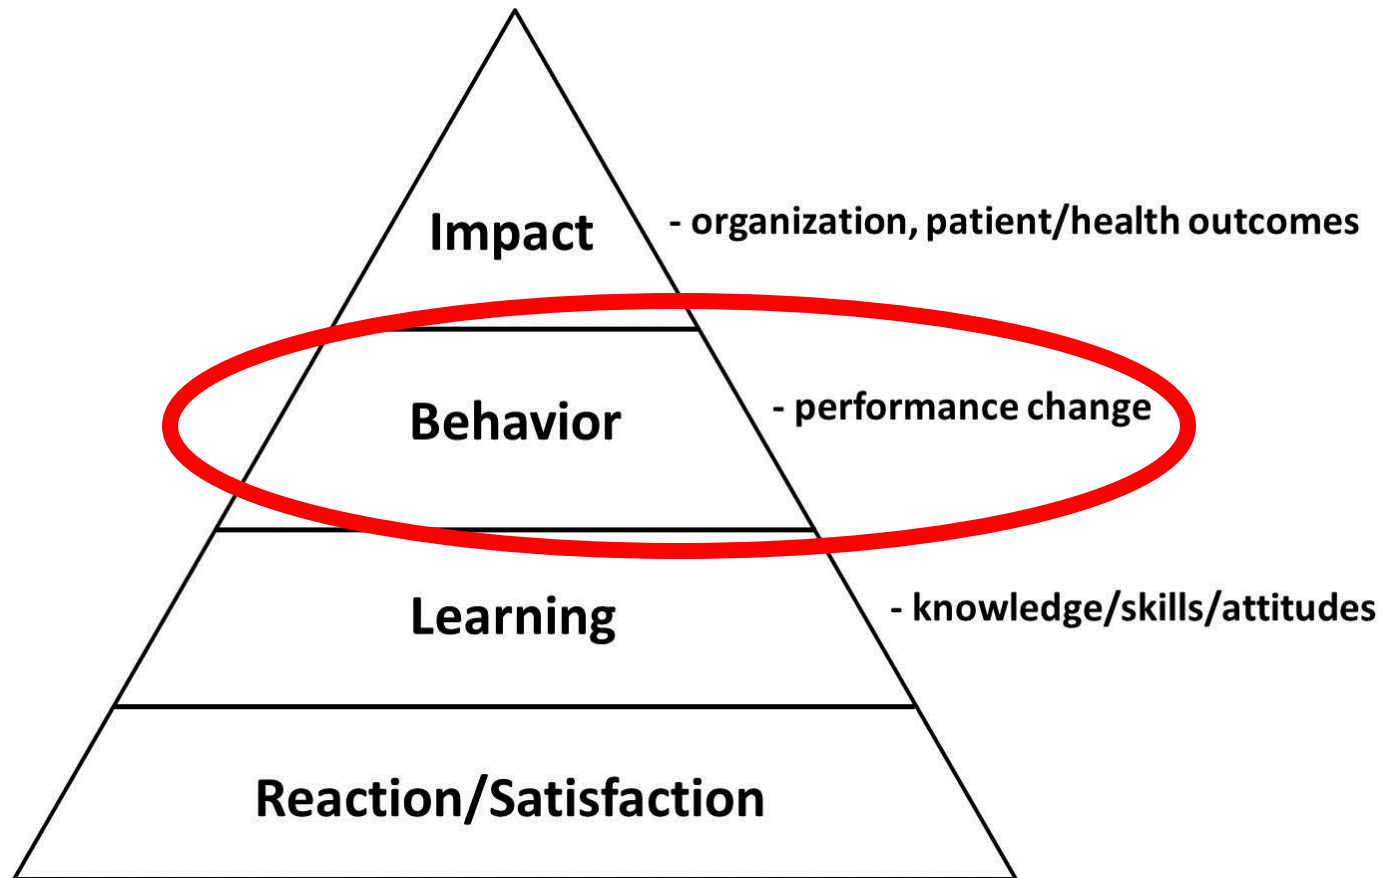 Impact - organization, patient/health outcomes
Behavior - performance change
Learning - knowledge/skills/attitudes
Reaction/Satisfaction